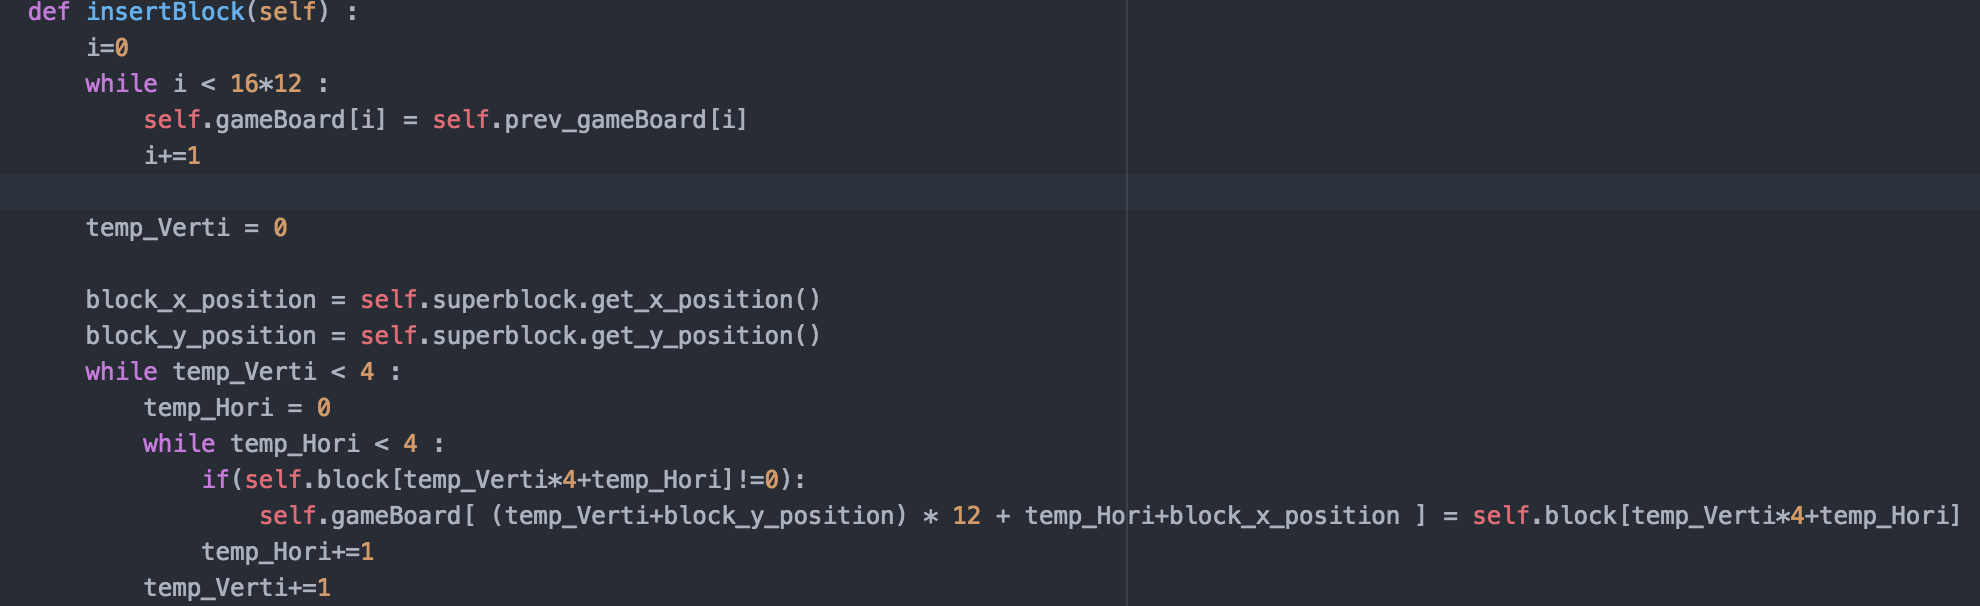 def insertBlock(self) :
i=0
while i < 16*12 :
self.gameBoard[i] = self.prev_gameBoard[i]
i+=1
temp_Verti = 0
block_x_position = self.superblock.get_x_position()
block_y_position = self.superblock.get_y_position()
while temp_Verti < 4 :
temp_Hori = 0
while temp_Hori < 4 :
if(self.block[temp_Verti*4+temp_Hori]!=0):
self.gameBoard[ (temp_Verti+block_y_position) * 12 + temp_Hori+block_x_position ] = self.block[temp_Verti*4+temp_Hori]
temp_Hori+=1
temp_Verti+=1